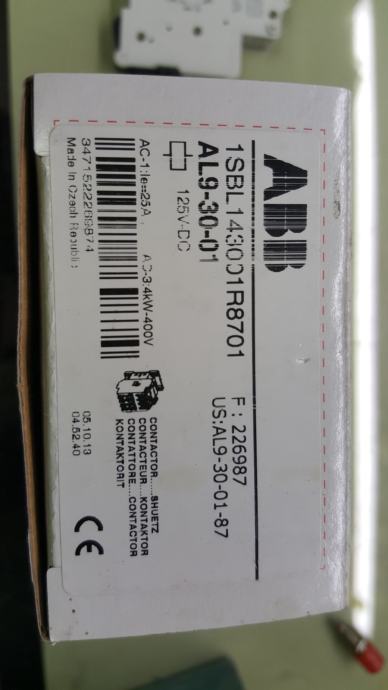 ABB
1SBL143001R8701
F: 226987
AL9-30-01
US:AL9-30-01-87
125V-DC
AC-1:Ie=25A
AC-3:4kW-400V
CONTACTOR......SHUETZ
CONTACTEUR....KONTAKTOR
CONTATTORE....CONTACTOR
KONTAKTORIT
3471522269874
Made in Czech Republic
05.10.13
04.52.40
CE